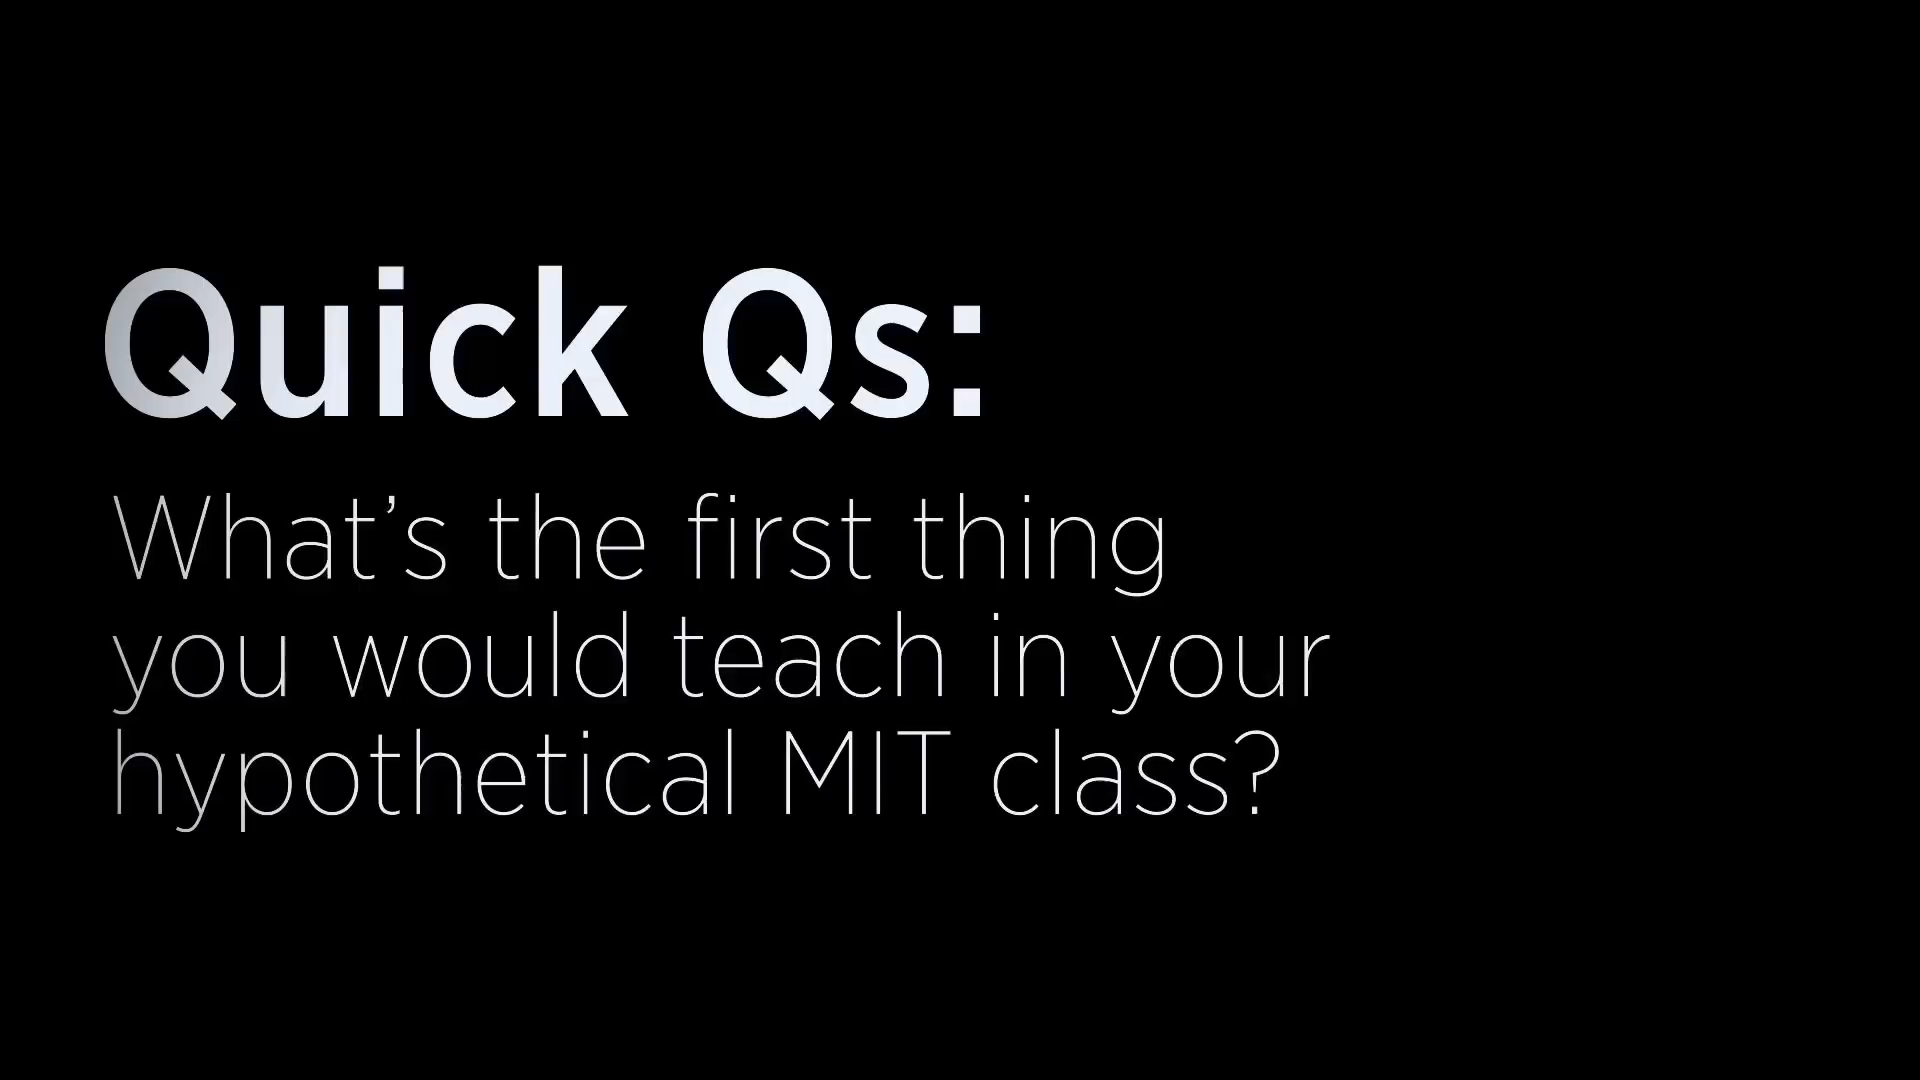 Quick Qs:
What’s the first thing
you would teach in your
hypothetical MIT class?